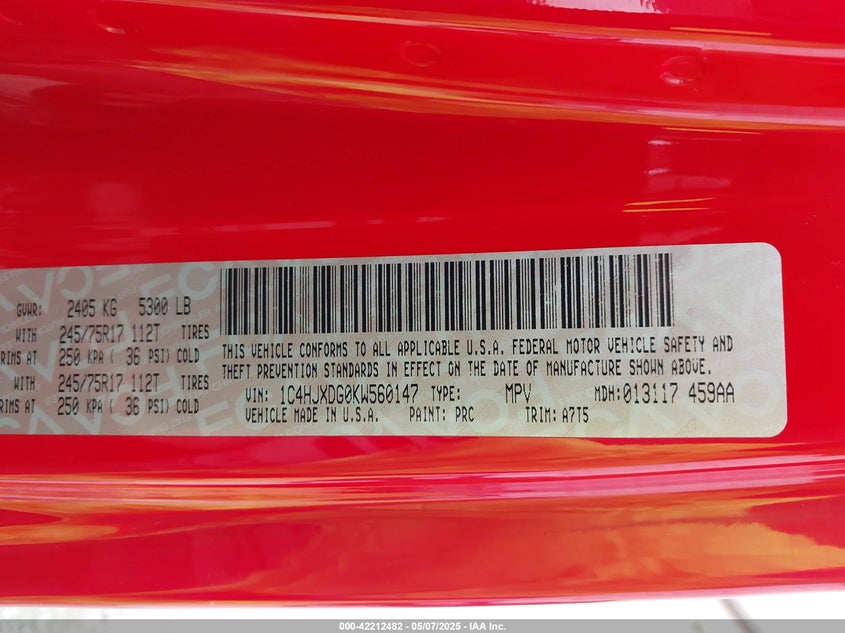 GVWR: 2405 KG 5300 LB
WITH 245/75R17 112T TIRES
RIMS AT 250 KPA ( 36 PSI) COLD
WITH 245/75R17 112T TIRES
RIMS AT 250 KPA ( 36 PSI) COLD
THIS VEHICLE CONFORMS TO ALL APPLICABLE U.S.A. FEDERAL MOTOR VEHICLE SAFETY AND
THEFT PREVENTION STANDARDS IN EFFECT ON THE DATE OF MANUFACTURE SHOWN ABOVE.
VIN: 1C4HJXDG0KW560147 TYPE: MPV MDH:013117 459AA
VEHICLE MADE IN U.S.A. PAINT: PRC TRIM: A7T5
000-42212482 | 05/07/2025 - IAA Inc.